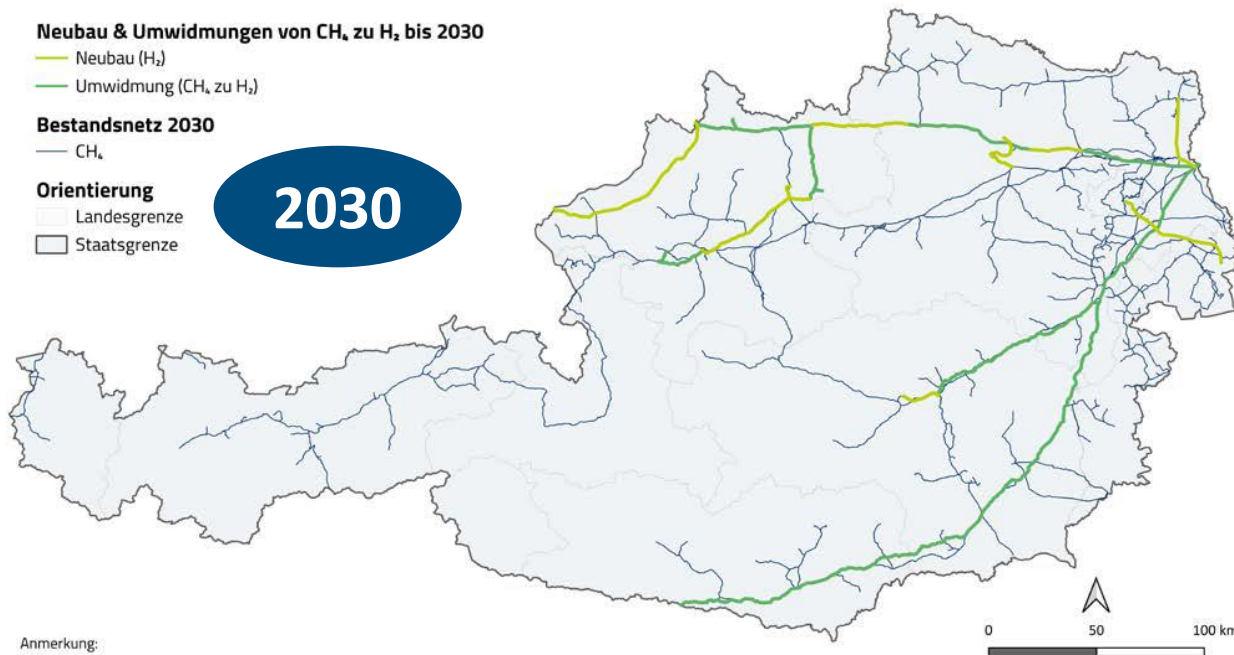 Neubau & Umwidmungen von CH₄ zu H₂ bis 2030
Neubau (H₂)
Umwidmung (CH₄ zu H₂)
Bestandsnetz 2030
CH₄
Orientierung
Landesgrenze
Staatsgrenze
2030
Anmerkung:
0 50 100 km